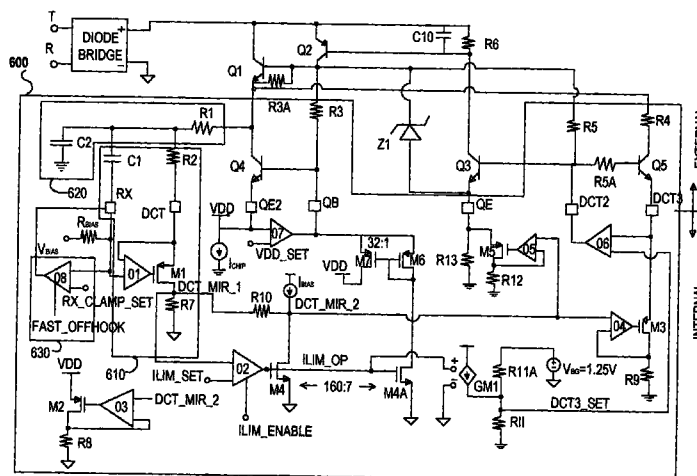 T
R
DIODE
BRIDGE
+
−
600
Q1
Q2
C10
R6
R3A
R3
R1
Z1
R5
R4
C2
C1
R2
620
Q4
Q3
R5A
Q5
RX
DCT
VDD
QE2
QB
QE
DCT2
DCT3
EXTERNAL
INTERNAL
RBIAS
VBIAS
07
VDD_SET
ICHIP
32:1
M7
M6
VDD
R13
M5
05
R12
06
08
01
M1
DCT_MIR_1
RX_CLAMP_SET
R7
FAST_OFFHOOK
630
610
R10
IBIAS
DCT_MIR_2
04
M3
VDD
ILIM_SET
02
ILIM_OP
M4
160:7
M4A
+
−
GM1
R11A
VBG=1.25V
R9
DCT3_SET
R11
M2
03
DCT_MIR_2
R8
ILIM_ENABLE